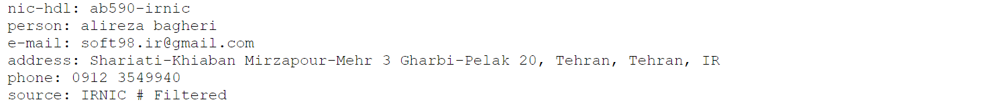 nic-hdl: ab590-irnic
person: alireza bagheri
e-mail: soft98.ir@gmail.com
address: Shariati-Khiaban Mirzapour-Mehr 3 Gharbi-Pelak 20, Tehran, Tehran, IR
phone: 0912 3549940
source: IRNIC # Filtered